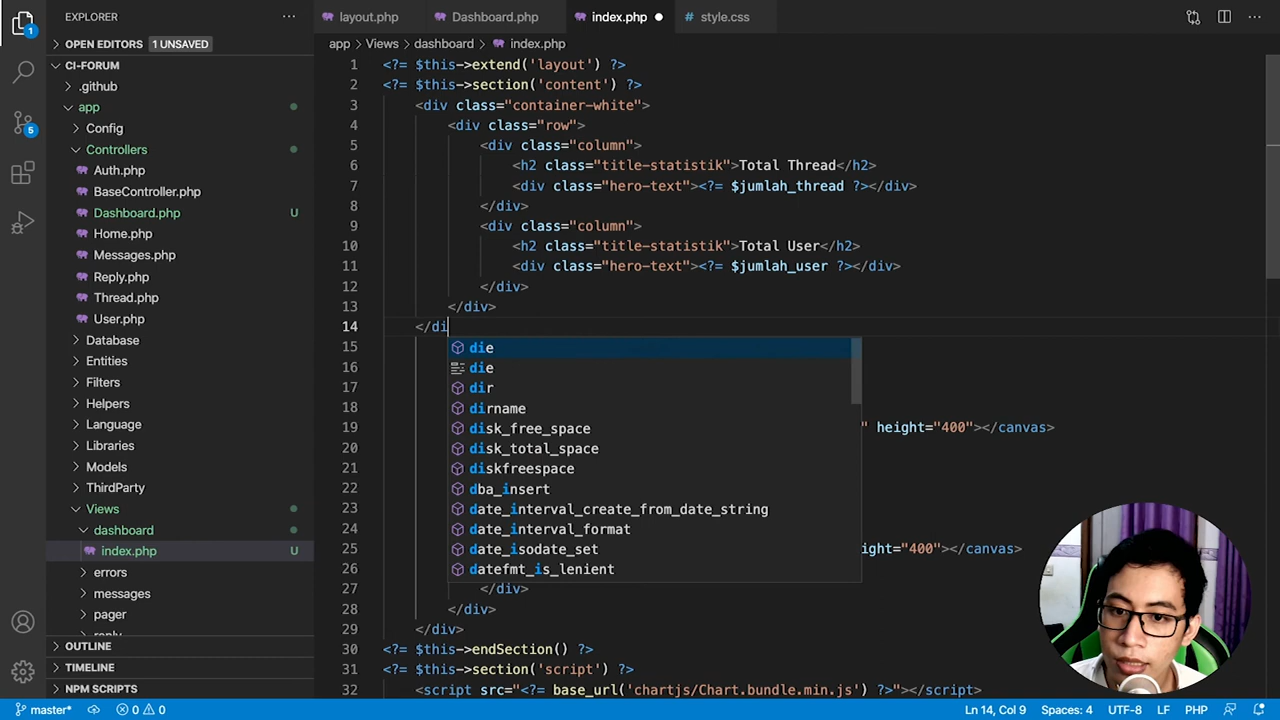 EXPLORER
layout.php
Dashboard.php
index.php
style.css
OPEN EDITORS 1 UNSAVED
app > Views > dashboard > index.php
CI-FORUM
.github
app
Config
Controllers
Auth.php
BaseController.php
Dashboard.php U
Home.php
Messages.php
Reply.php
Thread.php
User.php
Database
Entities
Filters
Helpers
Language
Libraries
Models
ThirdParty
Views
dashboard
index.php U
errors
messages
pager
reply
OUTLINE
TIMELINE
NPM SCRIPTS
1
5
1 <?= $this->extend('layout') ?>
2 <?= $this->section('content') ?>
3 <div class="container-white">
4 <div class="row">
5 <div class="column">
6 <h2 class="title-statistik">Total Thread</h2>
7 <div class="hero-text"><?= $jumlah_thread ?></div>
8 </div>
9 <div class="column">
10 <h2 class="title-statistik">Total User</h2>
11 <div class="hero-text"><?= $jumlah_user ?></div>
12 </div>
13 </div>
14 </di
15
die
16
die
17
dir
18
dirname
19 " height="400"></canvas>
disk_free_space
20
disk_total_space
21
diskfreespace
22
dba_insert
23
date_interval_create_from_date_string
24
date_interval_format
25 ight="400"></canvas>
date_isodate_set
26
datefmt_is_lenient
27 </div>
28 </div>
29 </div>
30 <?= $this->endSection() ?>
31 <?= $this->section('script') ?>
32 <script src="<?= base_url('chartjs/Chart.bundle.min.js') ?>"></script>
master* 0 0 Ln 14, Col 9 Spaces: 4 UTF-8 LF PHP